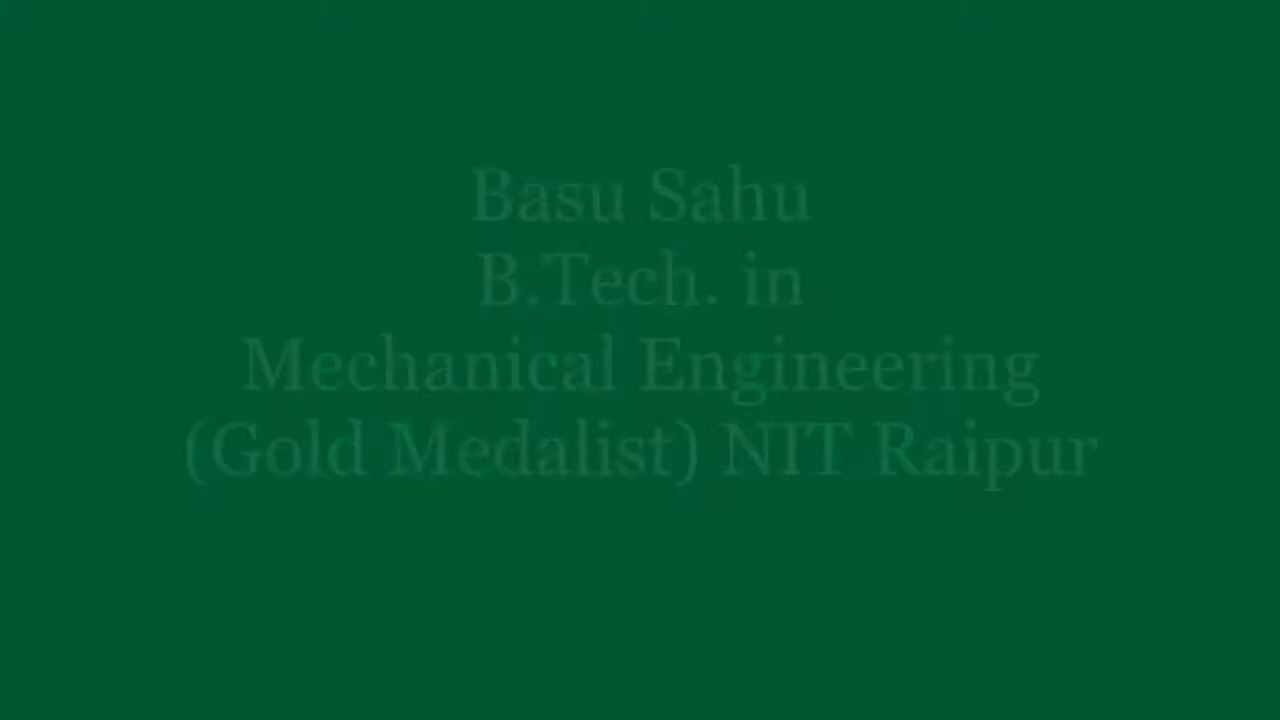 Basu Sahu
B.Tech. in
Mechanical Engineering
(Gold Medalist) NIT Raipur